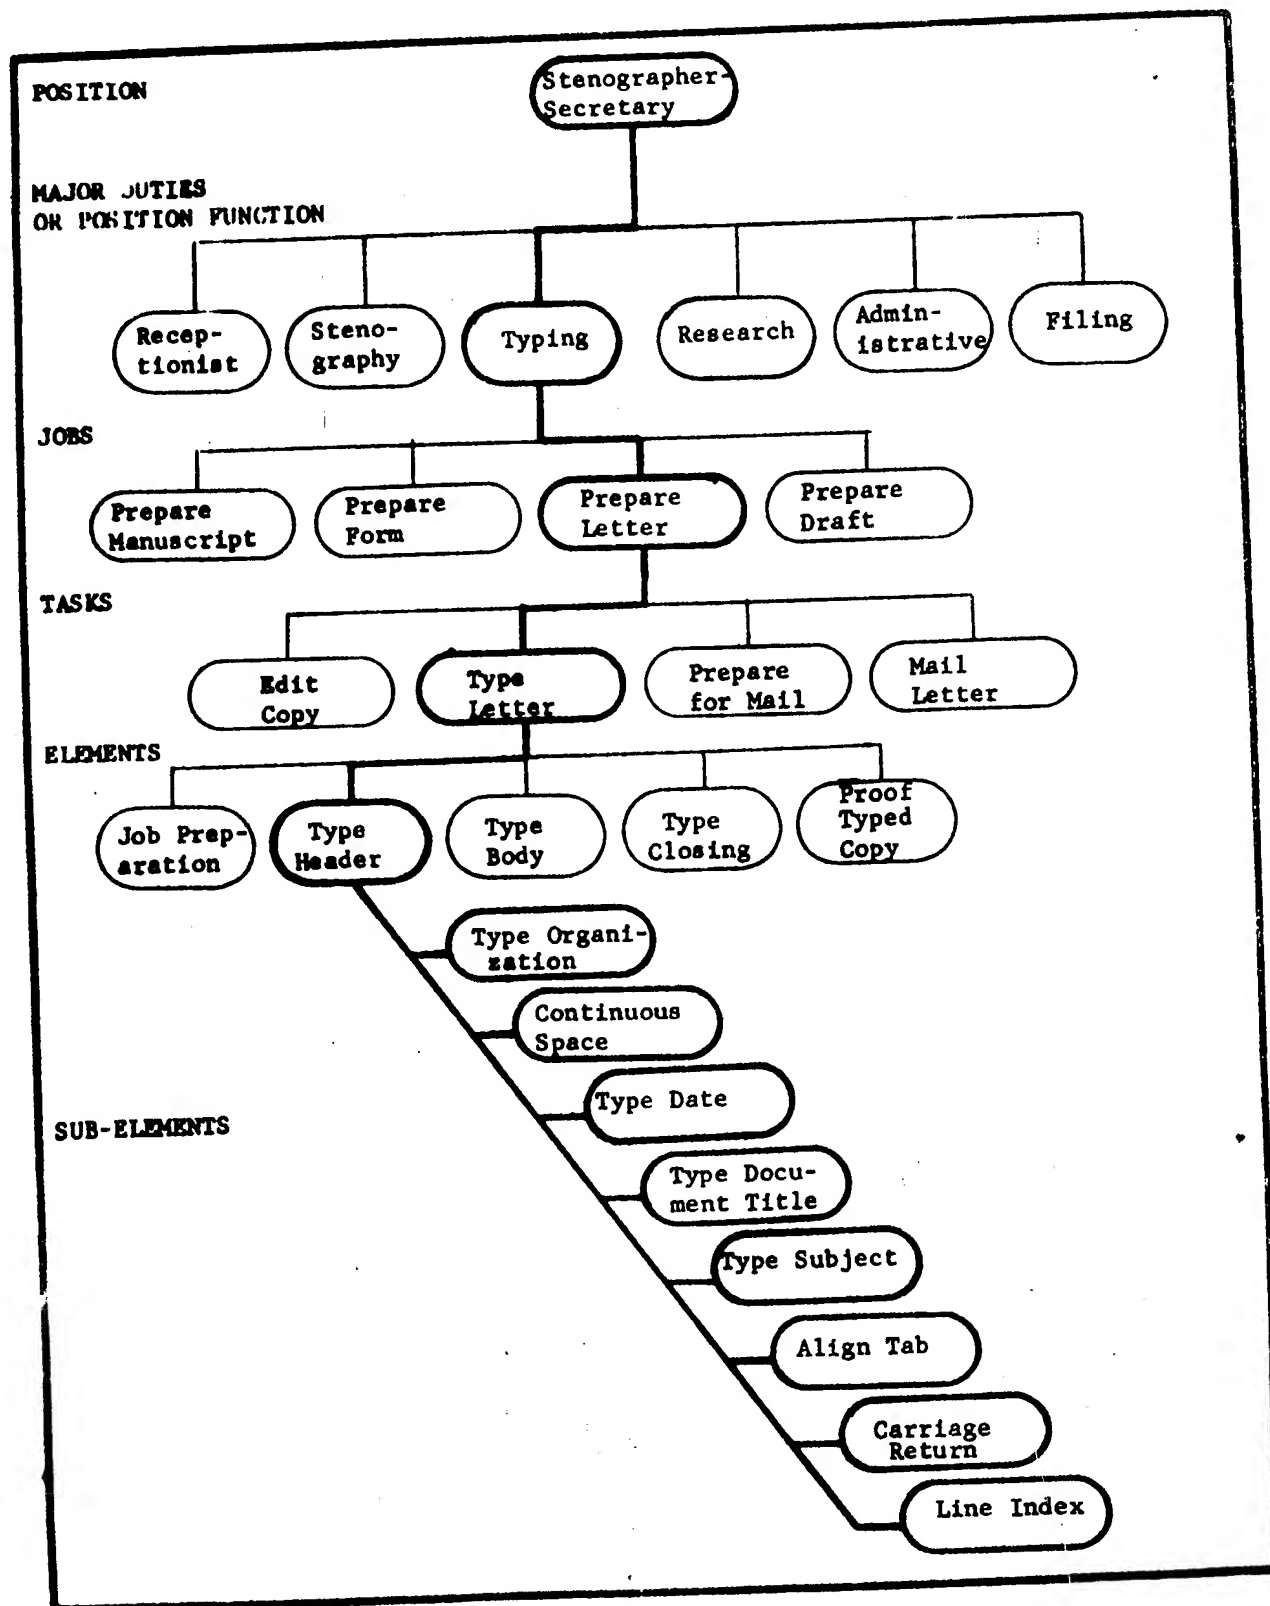 POSITION
Stenographer-
Secretary
MAJOR DUTIES
OR POSITION FUNCTION
Recep-
tionist
Steno-
graphy
Typing
Research
Admin-
istrative
Filing
JOBS
Prepare
Manuscript
Prepare
Form
Prepare
Letter
Prepare
Draft
TASKS
Edit
Copy
Type
Letter
Prepare
for Mail
Mail
Letter
ELEMENTS
Job Prep-
aration
Type
Header
Type
Body
Type
Closing
Proof
Typed
Copy
Type Organi-
zation
Continuous
Space
Type Date
SUB-ELEMENTS
Type Docu-
ment Title
Type Subject
Align Tab
Carriage
Return
Line Index